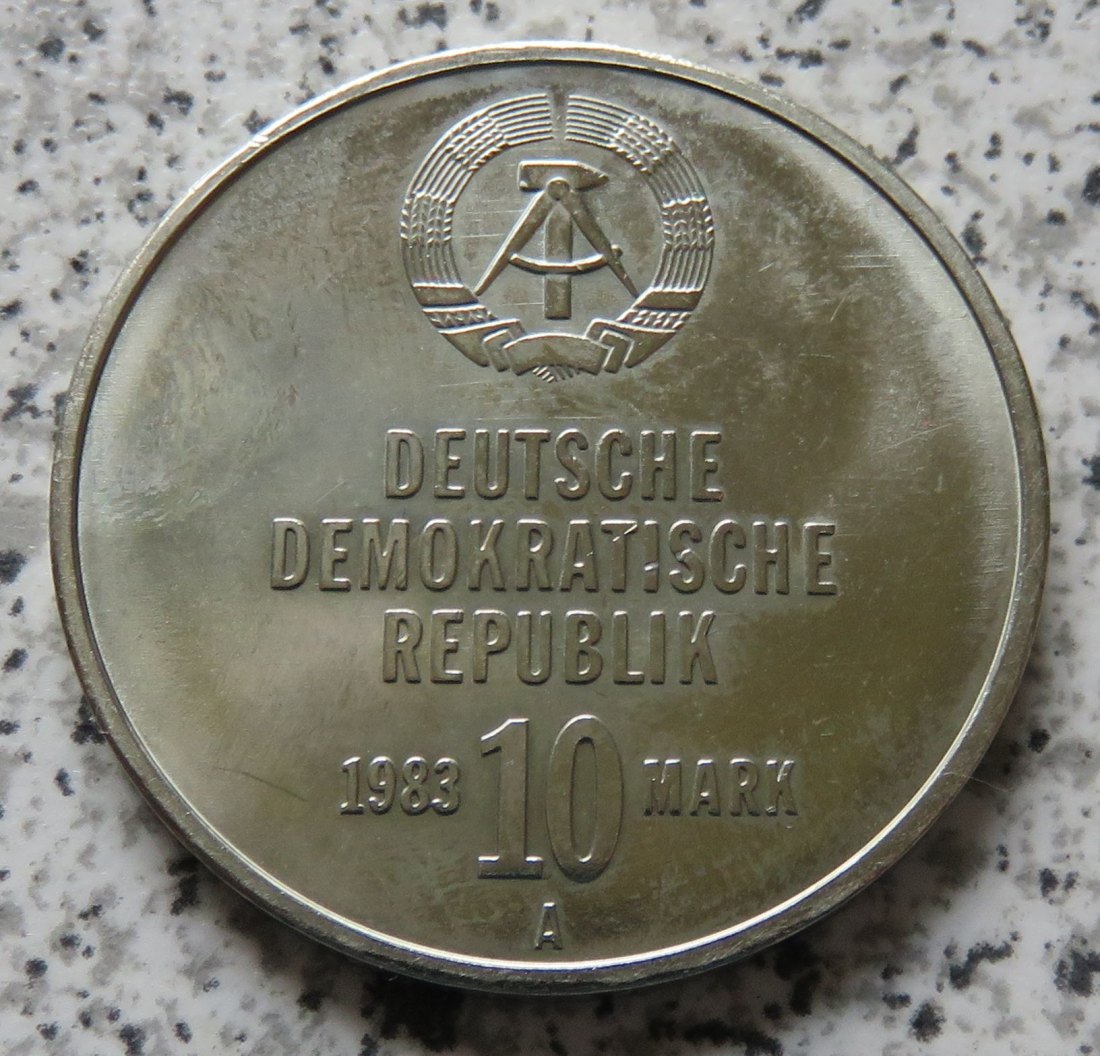 DEUTSCHE
DEMOKRATISCHE
REPUBLIK
1983 10 MARK
A